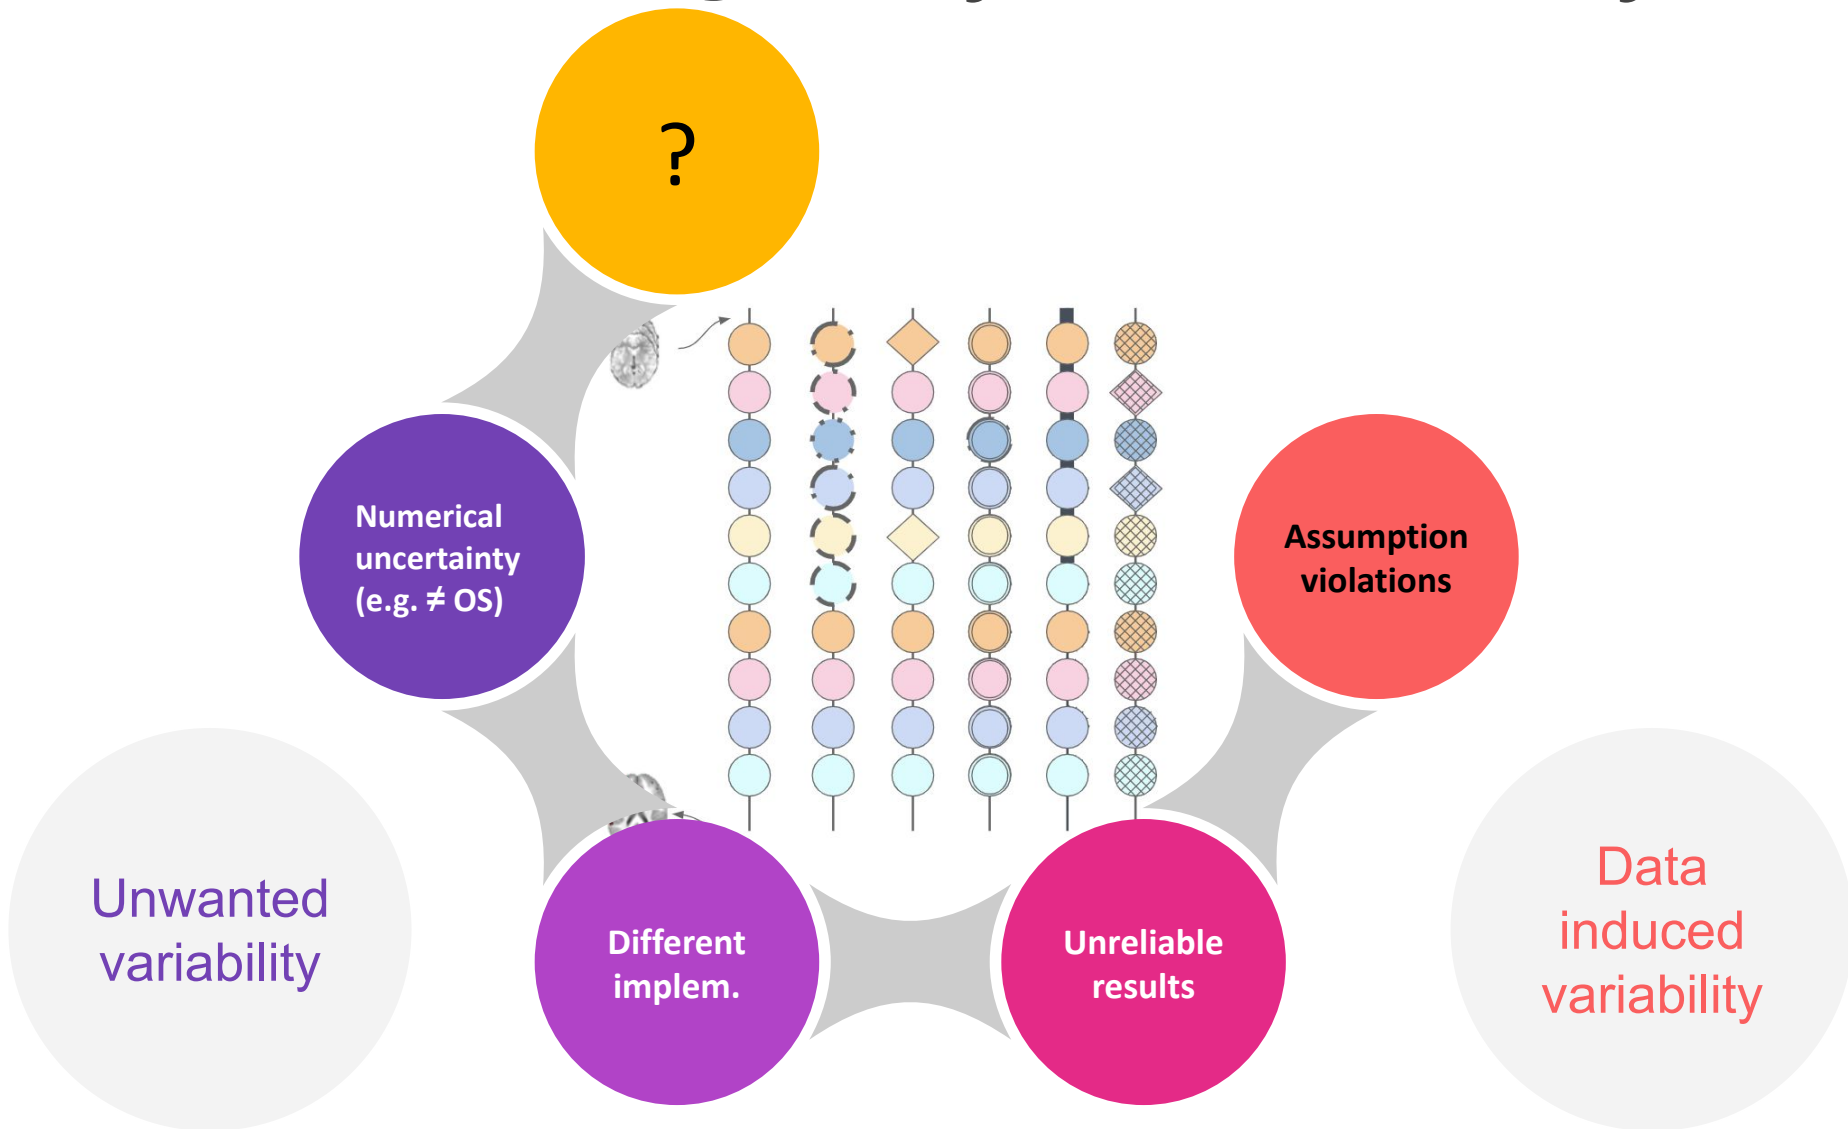 ?
Numerical
uncertainty
(e.g. ≠ OS)
Assumption
violations
Unwanted
variability
Different
implem.
Unreliable
results
Data
induced
variability